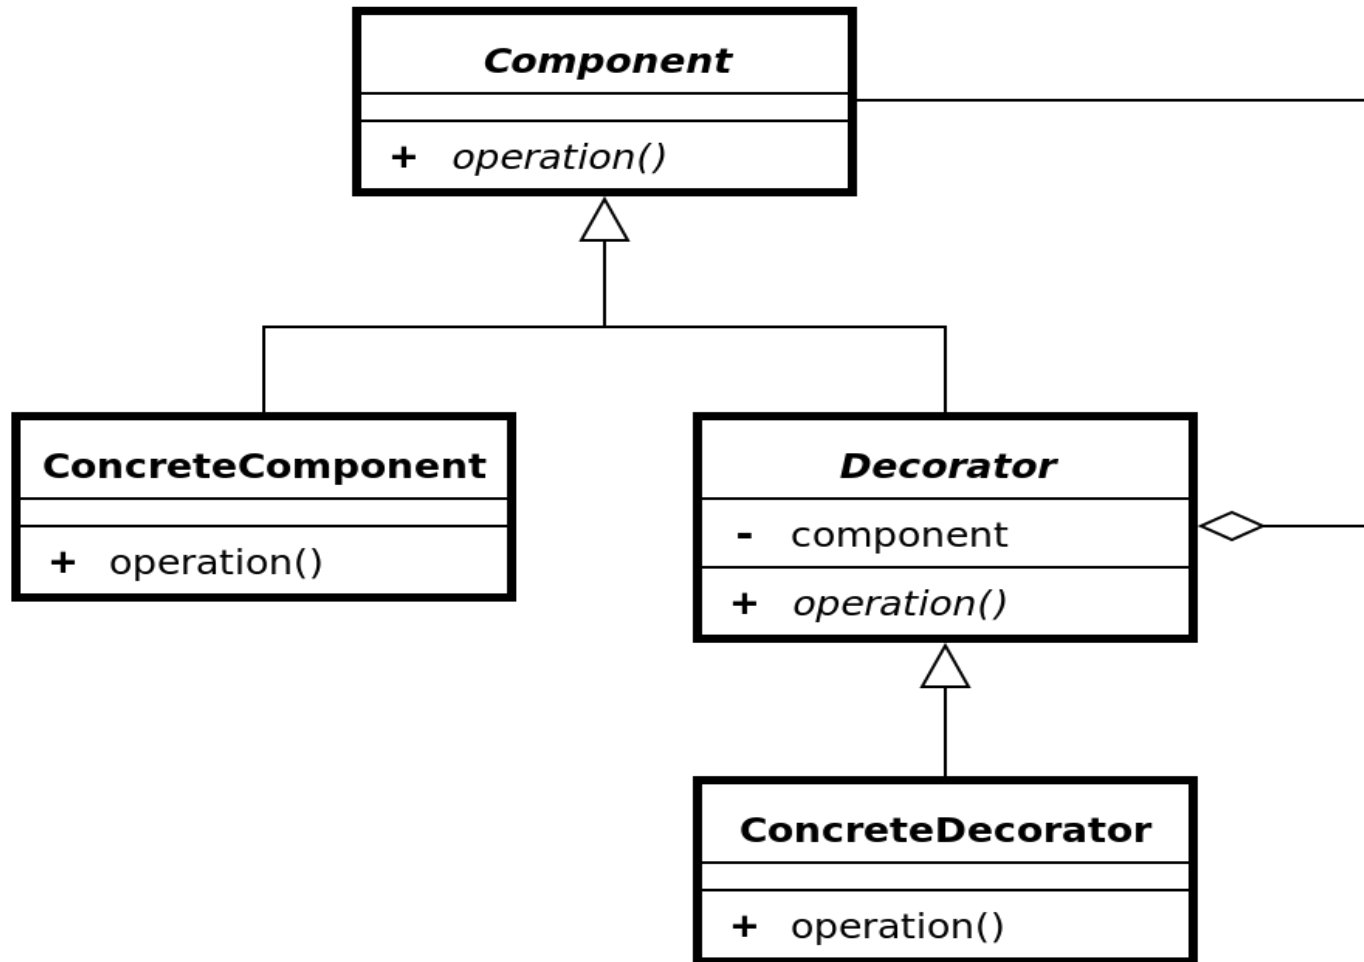 Component
+ operation()
ConcreteComponent
+ operation()
Decorator
- component
+ operation()
ConcreteDecorator
+ operation()